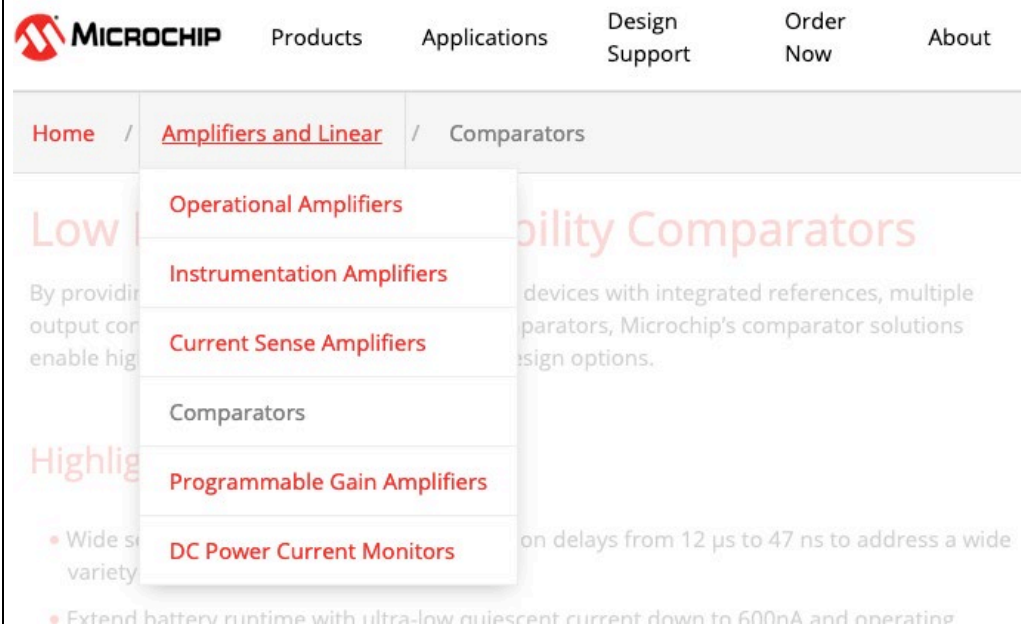 MICROCHIP
Products
Applications
Design
Support
Order
Now
About
Home / Amplifiers and Linear / Comparators
Operational Amplifiers
Instrumentation Amplifiers
Current Sense Amplifiers
Comparators
Programmable Gain Amplifiers
DC Power Current Monitors
Low bility Comparators
By providin devices with integrated references, multiple
output con parators, Microchip's comparator solutions
enable hig esign options.
Highlig
• Wide se on delays from 12 µs to 47 ns to address a wide
variety
• Extend battery runtime with ultra-low quiescent current down to 600nA and operating